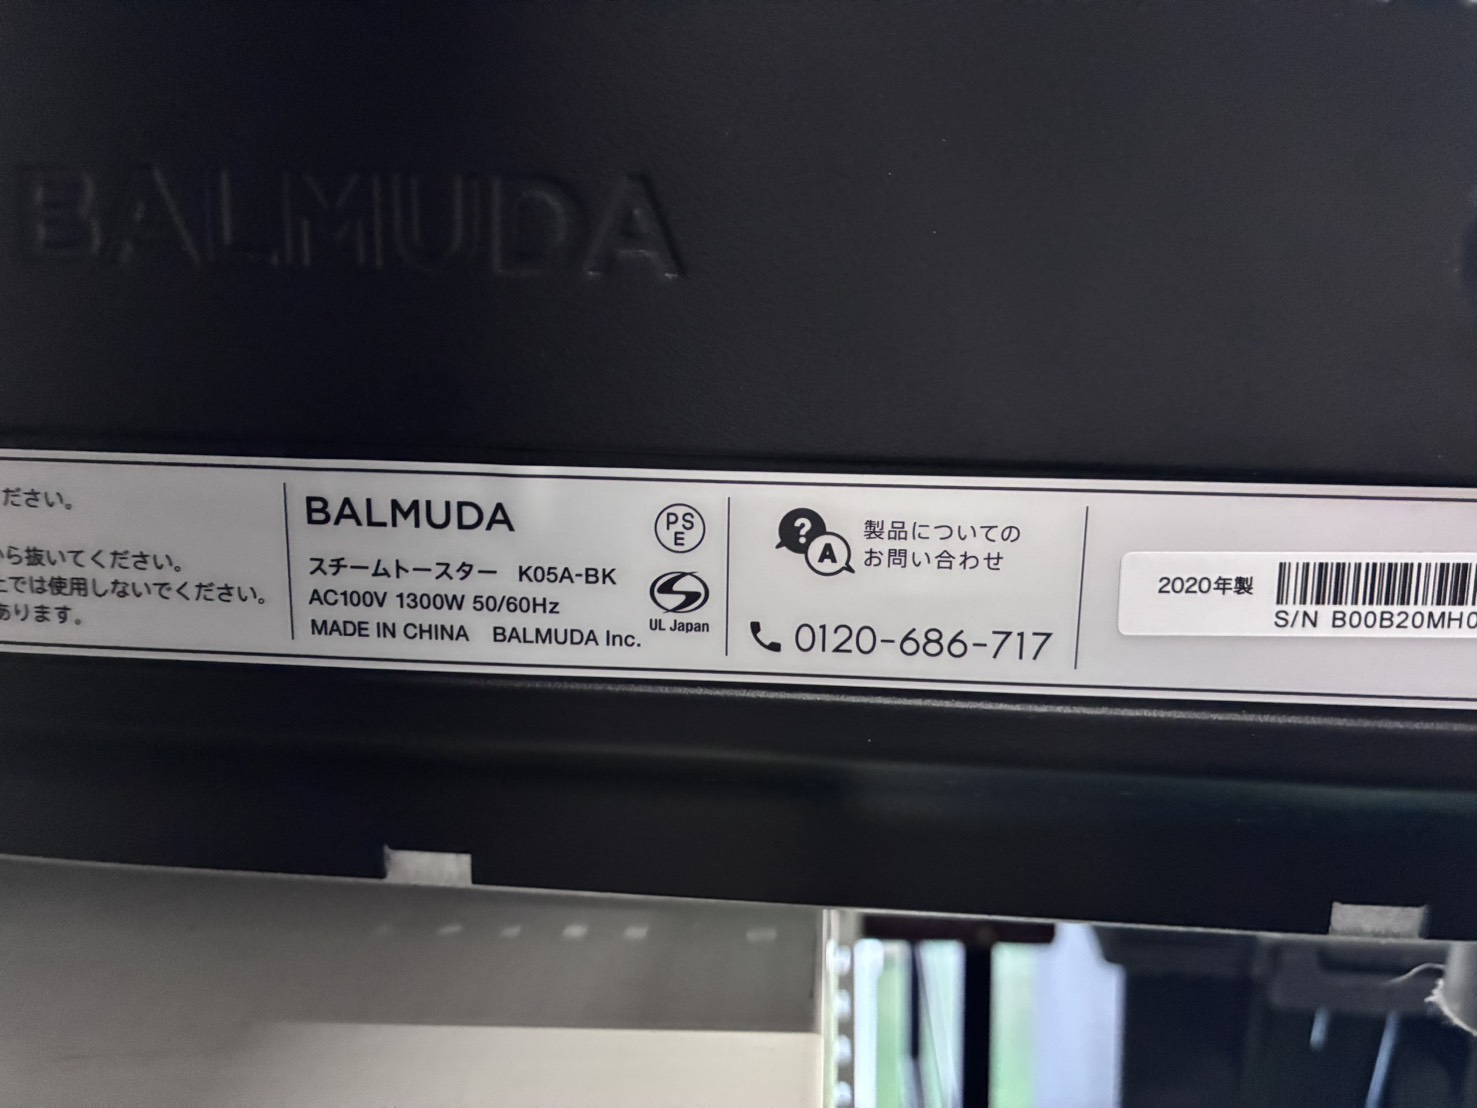 BALMUDA
ださい。
から抜いてください。
上では使用しないでください。
あります。
BALMUDA
スチームトースター K05A-BK
AC100V 1300W 50/60Hz
MADE IN CHINA BALMUDA Inc.
PS
E
UL Japan
?
A
製品についての
お問い合わせ
0120-686-717
2020年製
S/N B00B20MH0